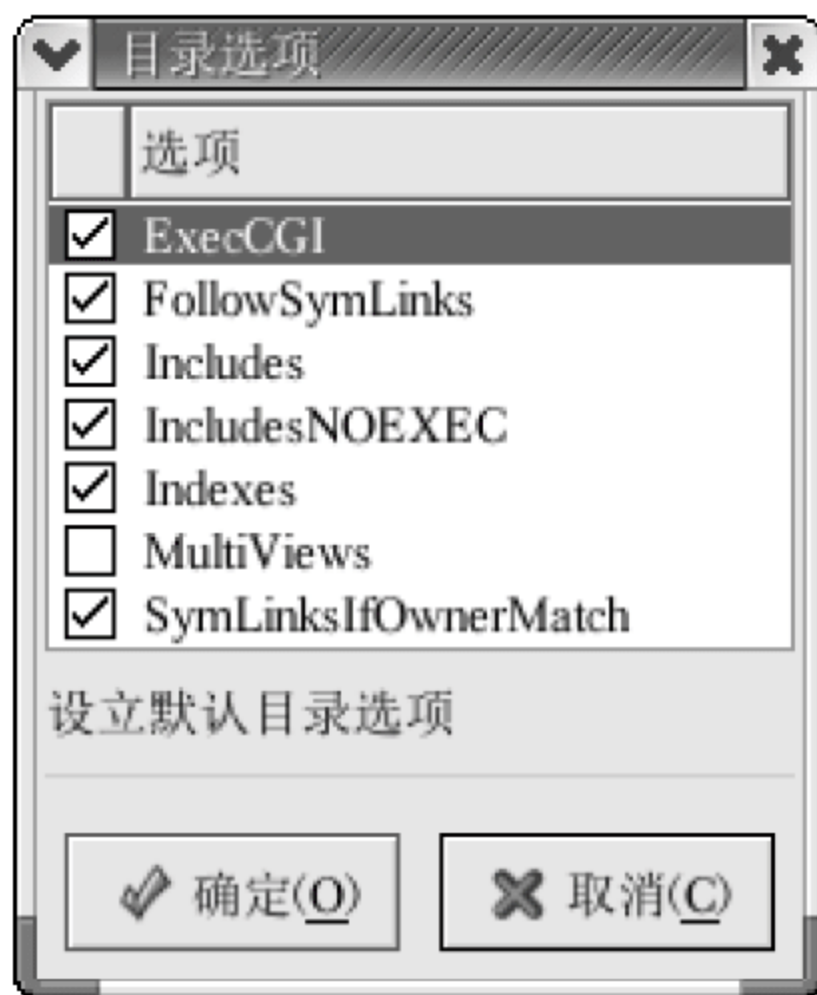 目录选项
选项
ExecCGI
FollowSymLinks
Includes
IncludesNOEXEC
Indexes
MultiViews
SymLinksIfOwnerMatch
设立默认目录选项
确定(O) 取消(C)